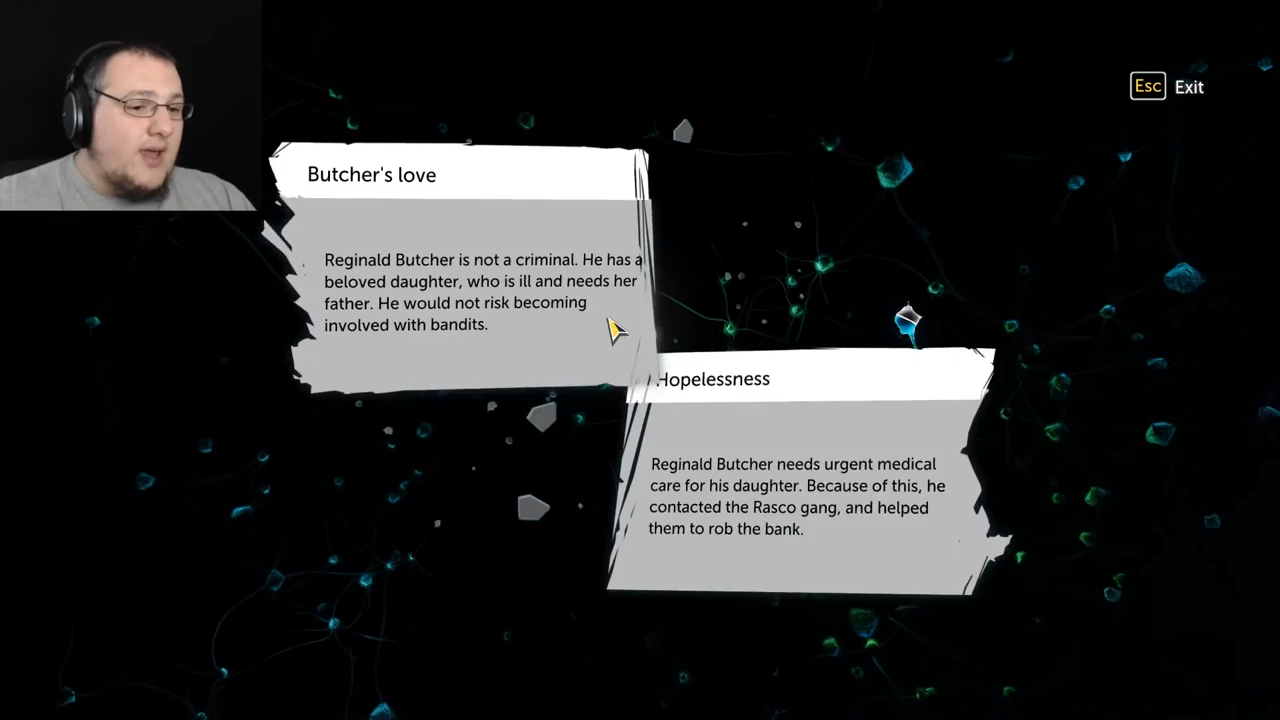 Esc Exit
Butcher's love
Reginald Butcher is not a criminal. He has a
beloved daughter, who is ill and needs her
father. He would not risk becoming
involved with bandits.
Hopelessness
Reginald Butcher needs urgent medical
care for his daughter. Because of this, he
contacted the Rasco gang, and helped
them to rob the bank.